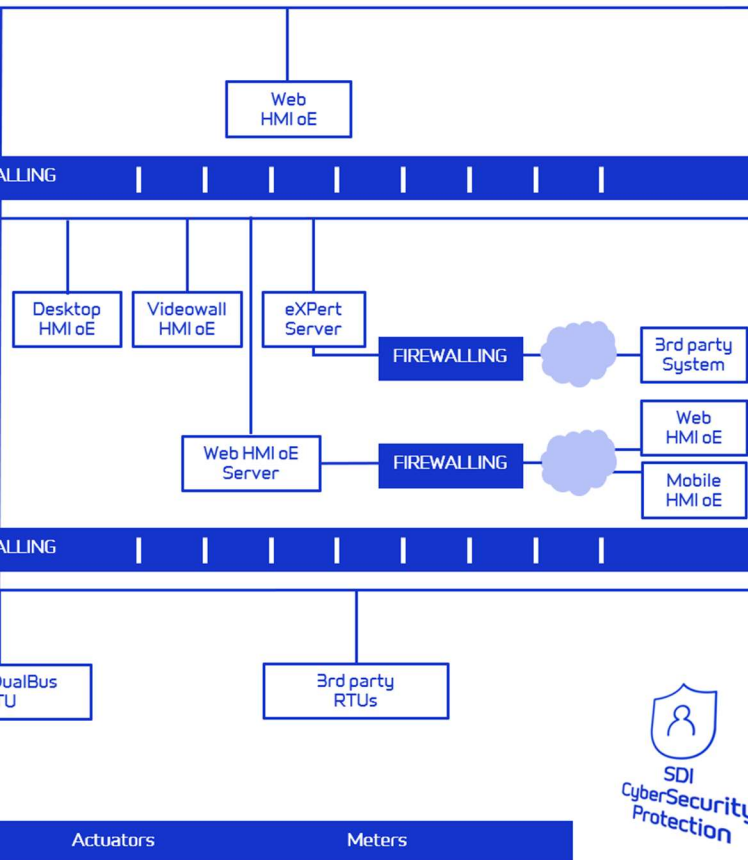 Web
HMI oE
ALLING
Desktop
HMI oE
Videowall
HMI oE
eXPert
Server
FIREWALLING
3rd party
System
Web
HMI oE
Web HMI oE
Server
FIREWALLING
Mobile
HMI oE
ALLING
DualBus
TU
3rd party
RTUs
SDI
CyberSecurity
Protection
Actuators
Meters